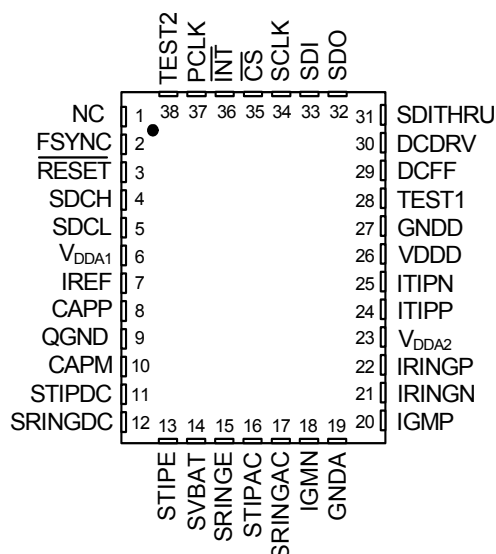 TEST2
PCLK
INT
CS
SCLK
SDI
SDO
38 37 36 35 34 33 32
NC 1
FSYNC 2
RESET 3
SDCH 4
SDCL 5
VDDA1 6
IREF 7
CAPP 8
QGND 9
CAPM 10
STIPDC 11
SRINGDC 12
31 SDITHRU
30 DCDRV
29 DCFF
28 TEST1
27 GNDD
26 VDDD
25 ITIPN
24 ITIPP
23 VDDA2
22 IRINGP
21 IRINGN
20 IGMP
13 14 15 16 17 18 19
STIPE
SVBAT
SRINGE
STIPAC
SRINGAC
IGMN
GNDA